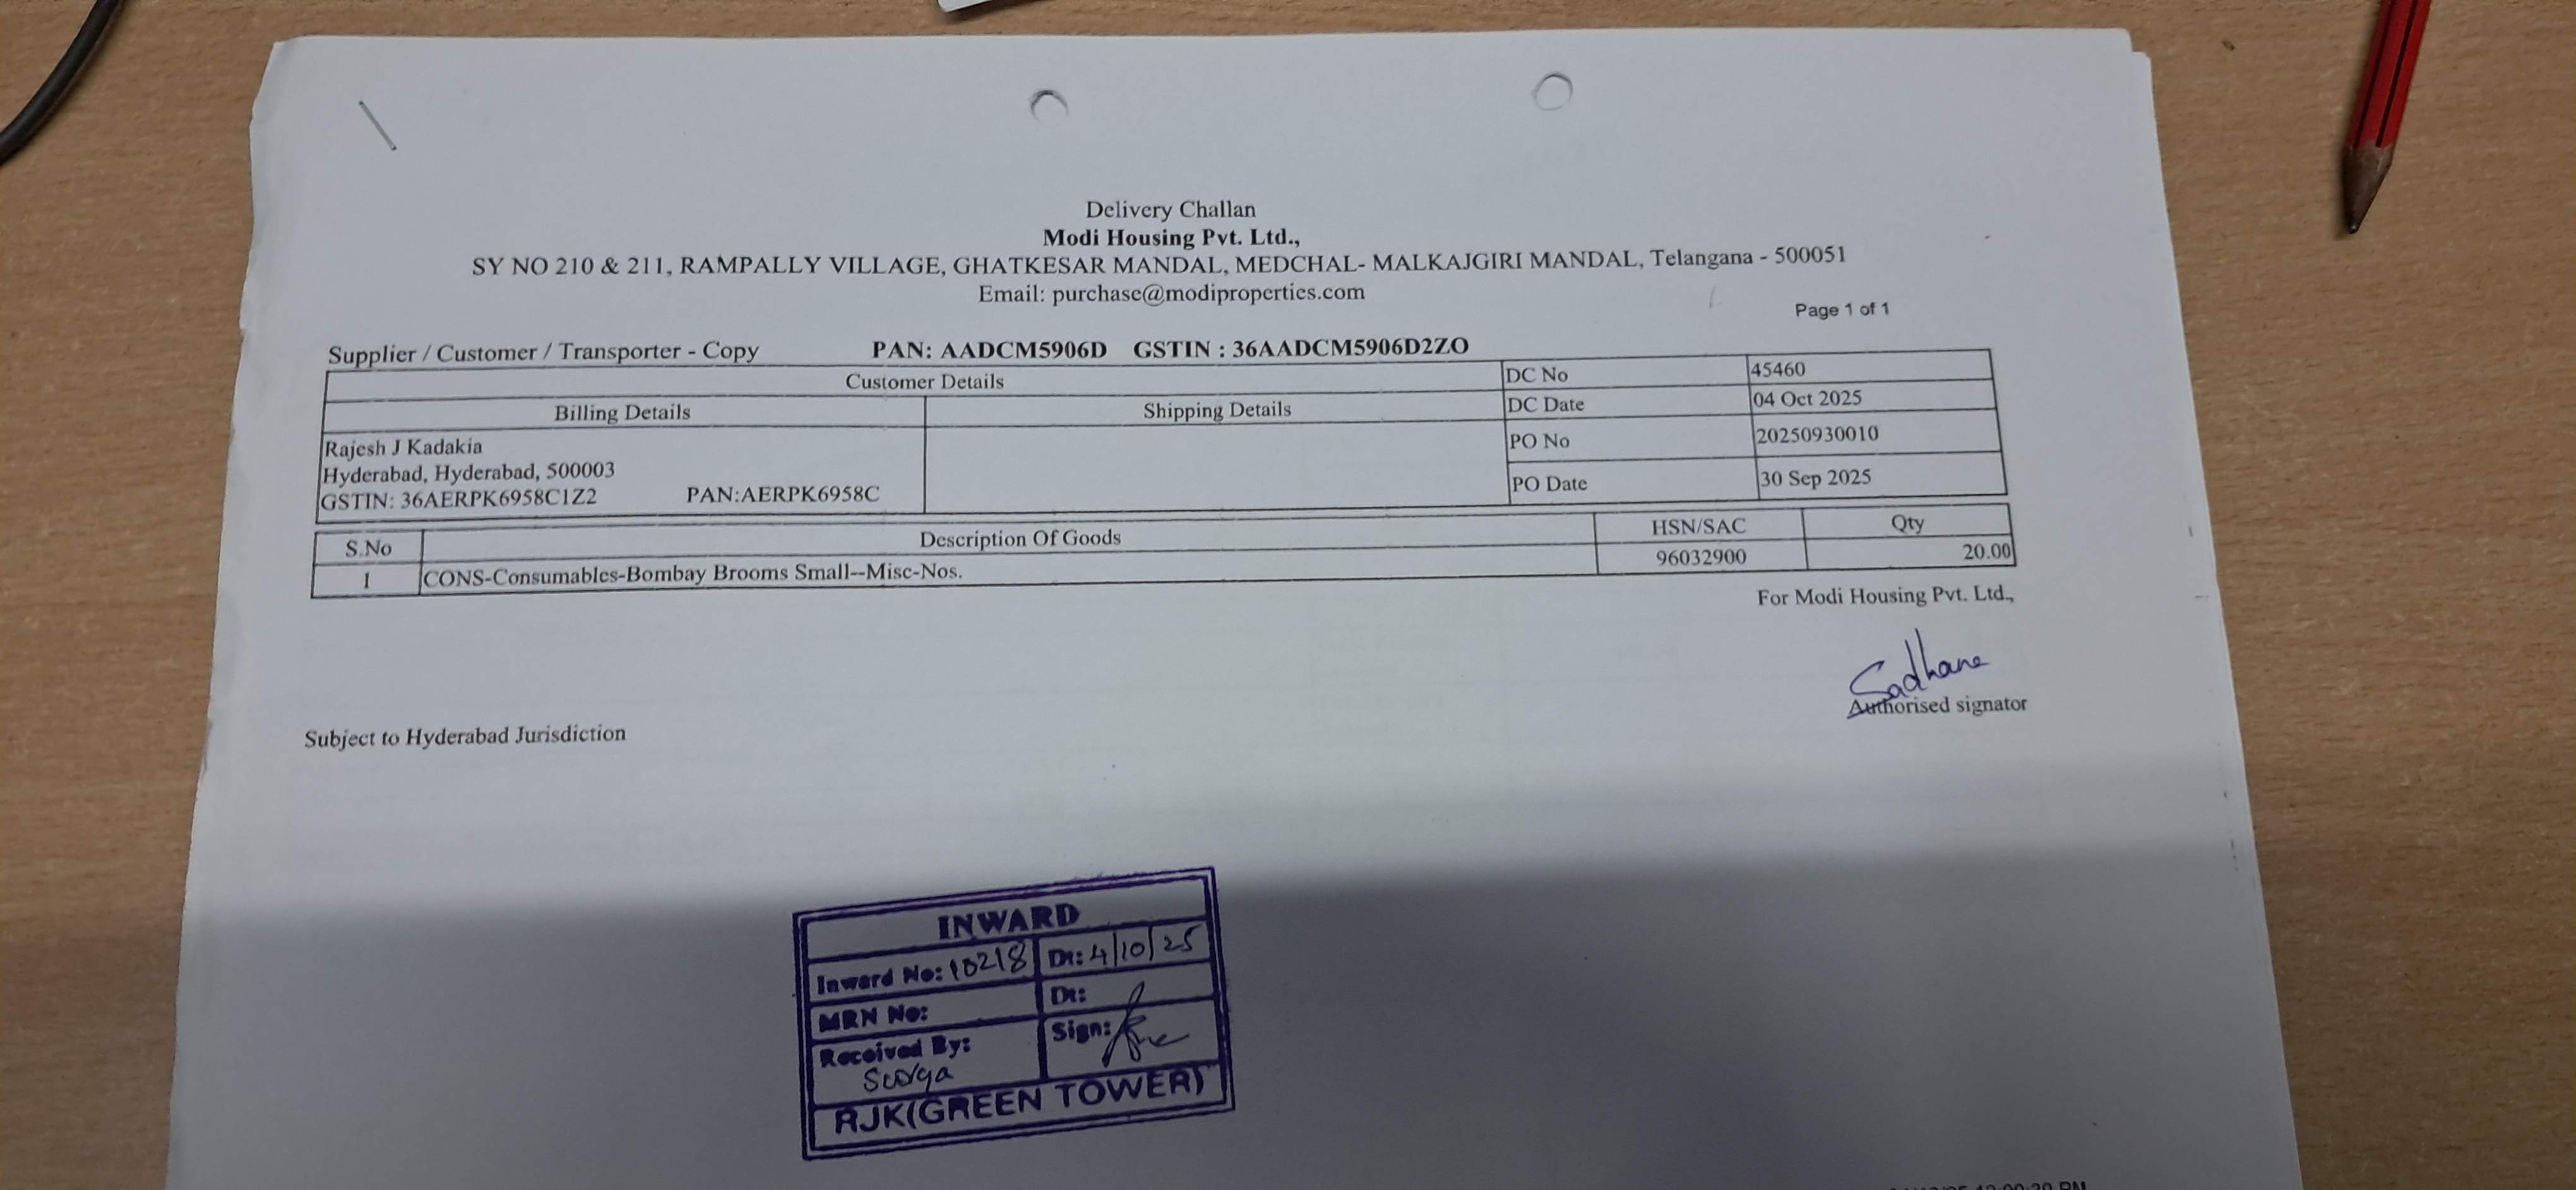 Delivery Challan
Modi Housing Pvt. Ltd.,
SY NO 210 & 211, RAMPALLY VILLAGE, GHATKESAR MANDAL, MEDCHAL- MALKAJGIRI MANDAL, Telangana - 500051
Email: purchase@modiproperties.com
Page 1 of 1
Supplier / Customer / Transporter - Copy PAN: AADCM5906D GSTIN : 36AADCM5906D2ZO
Customer Details
Billing Details Shipping Details
DC No 45460
DC Date 04 Oct 2025
PO No 20250930010
PO Date 30 Sep 2025
Rajesh J Kadakia
Hyderabad, Hyderabad, 500003
GSTIN: 36AERPK6958C1Z2 PAN:AERPK6958C
S.No Description Of Goods HSN/SAC Qty
1 CONS-Consumables-Bombay Brooms Small--Misc-Nos. 96032900 20.00
For Modi Housing Pvt. Ltd.,
Sadhana
Authorised signator
Subject to Hyderabad Jurisdiction
INWARD
Inward No: 10218 Dt: 4/10/25
MRN No: Dt:
Received By: Sign:
Surya
RJK(GREEN TOWER)